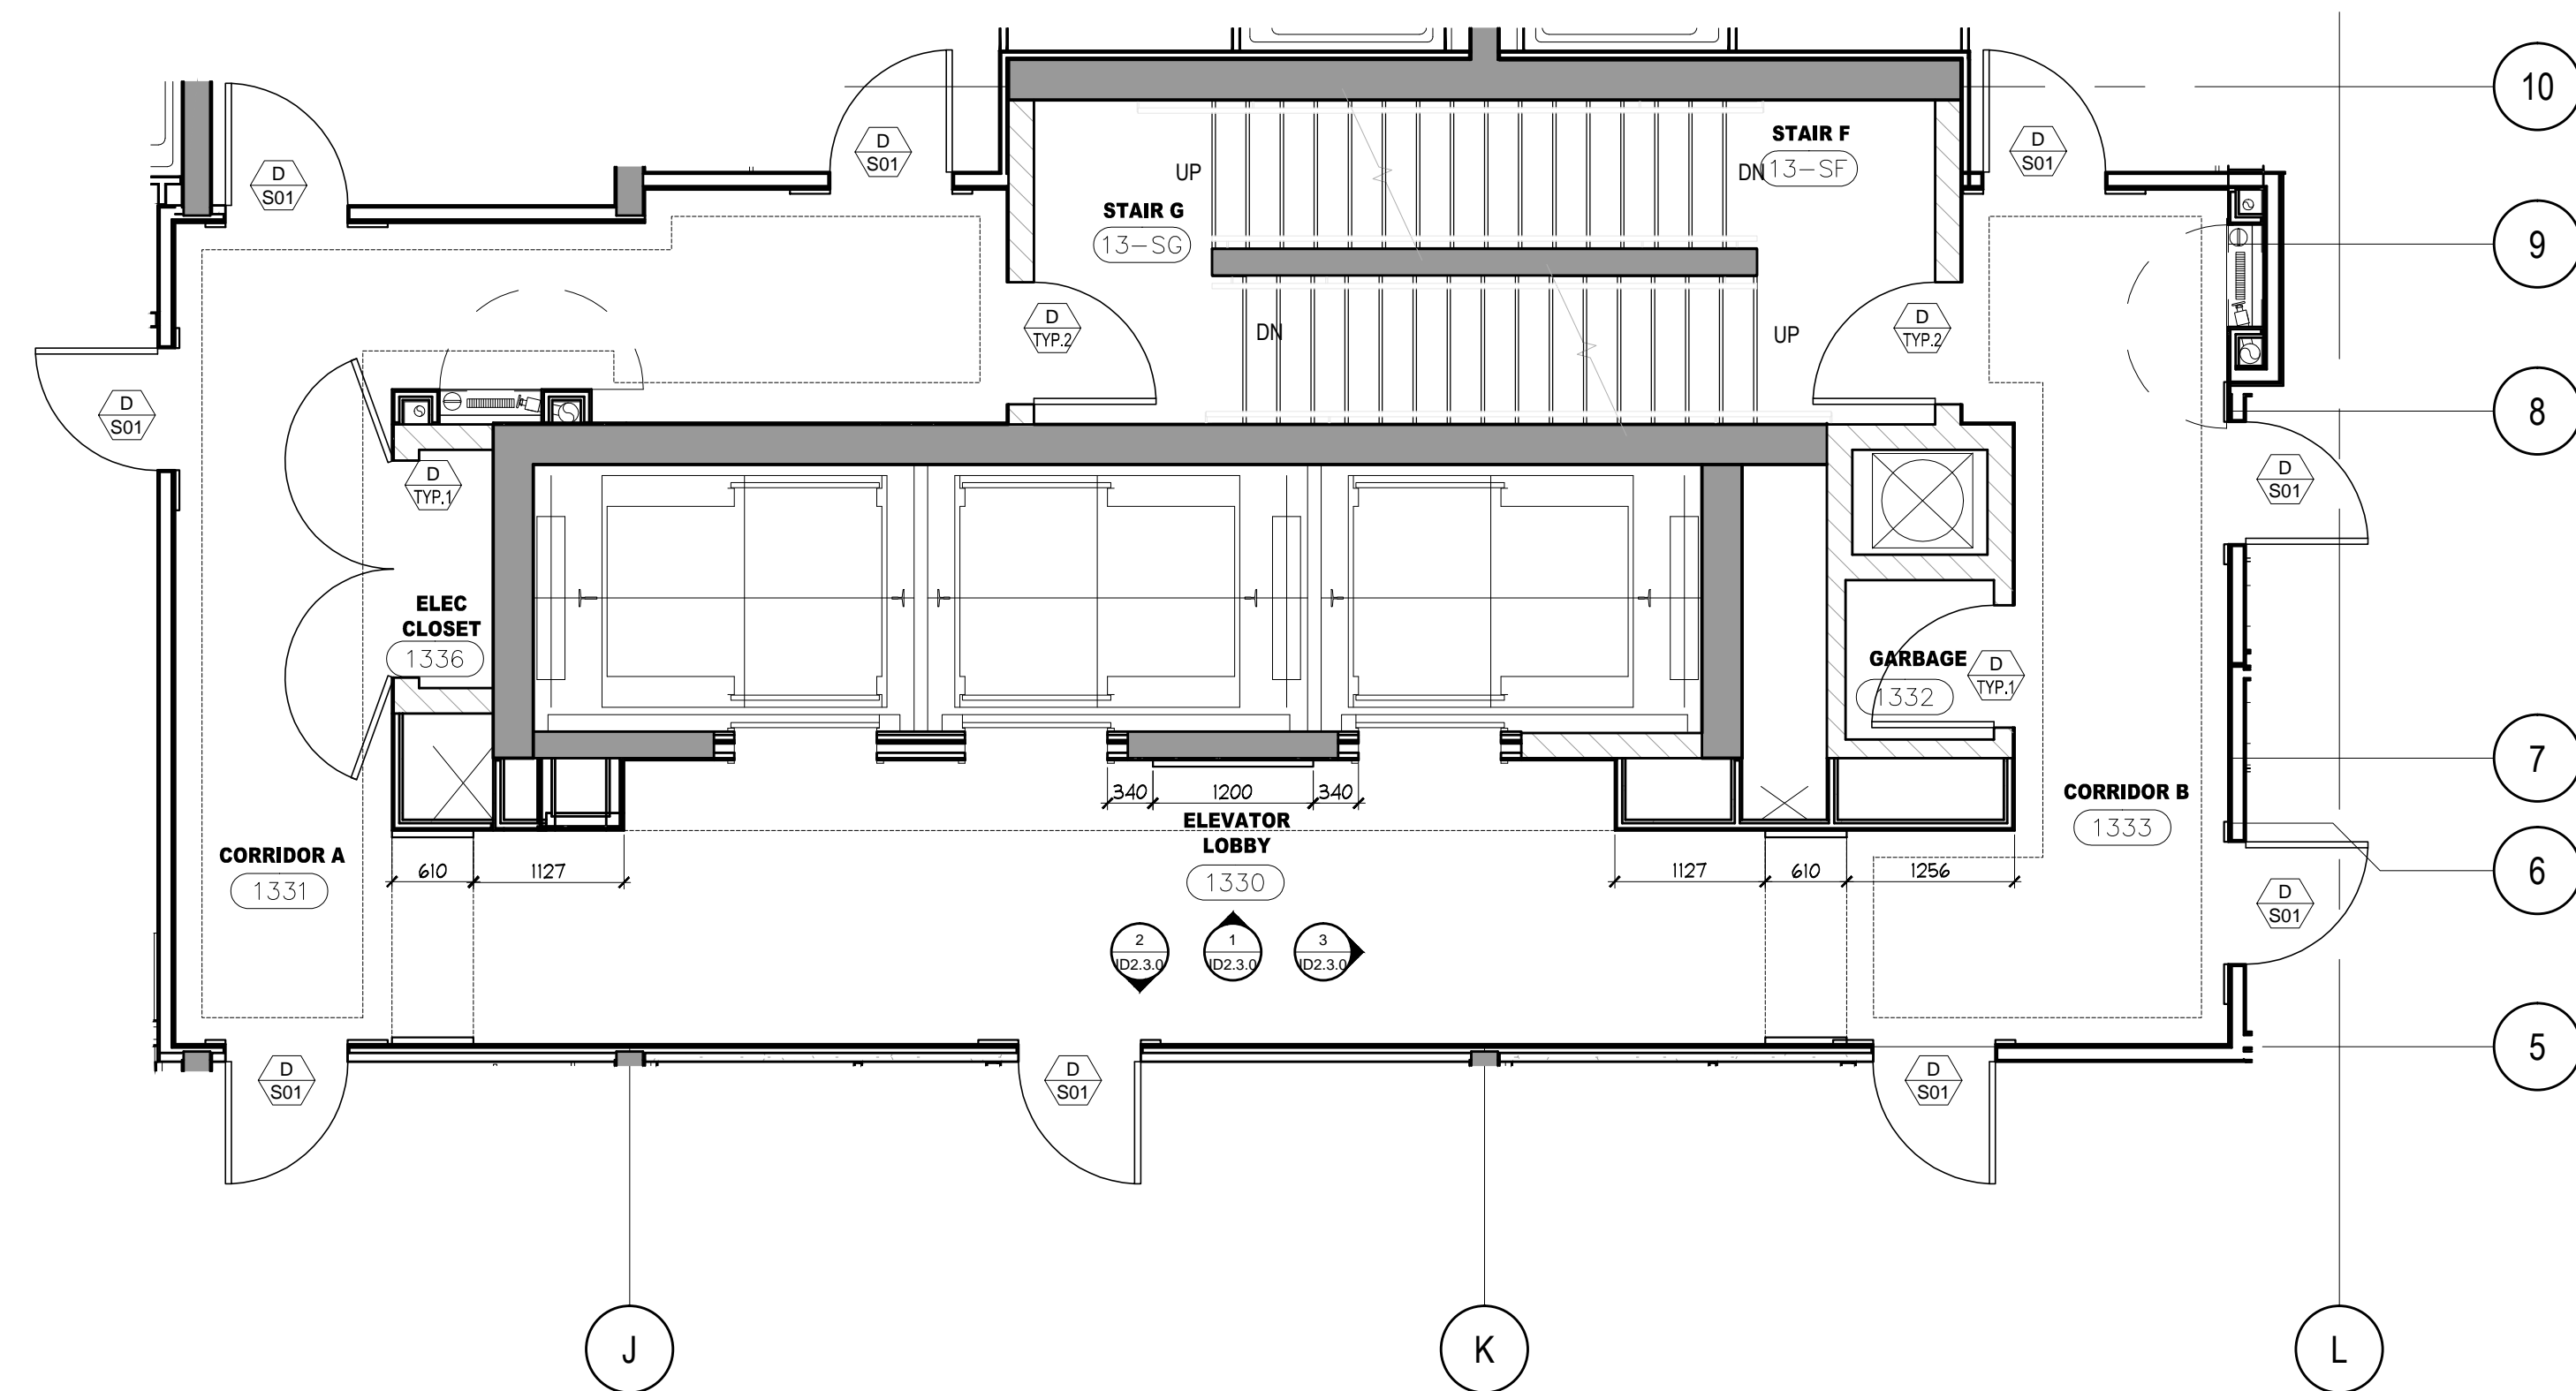 10
D
S01
D
S01
D
S01
STAIR F
13-SF
UP
DN
STAIR G
13-SG
D
S01
9
D
TYP.2
DN
UP
D
TYP.2
D
S01
8
D
TYP.1
D
S01
ELEC
CLOSET
1336
GARBAGE
1332
D
TYP.1
7
340
1200
340
CORRIDOR B
1333
ELEVATOR
LOBBY
1330
CORRIDOR A
1331
610
1127
1127
610
1256
6
D
S01
2
ID2.3.0
1
ID2.3.0
3
ID2.3.0
5
D
S01
D
S01
D
S01
J
K
L